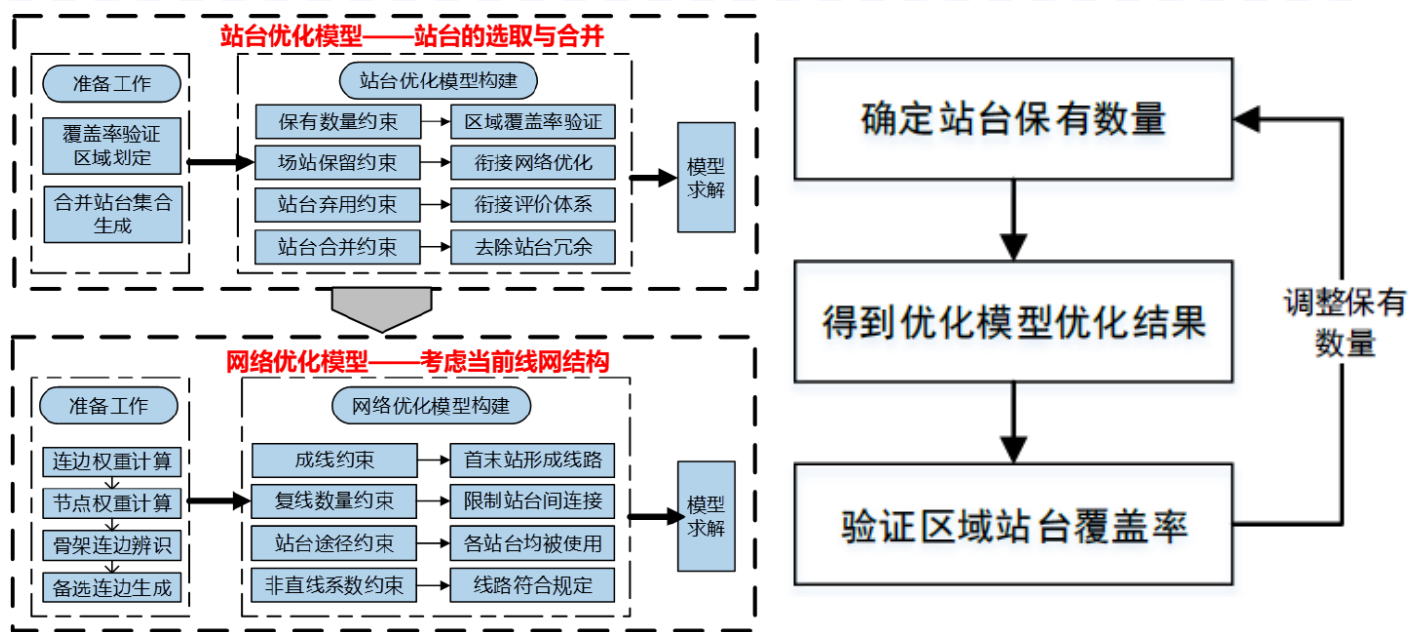 站台优化模型——站台的选取与合并
准备工作
覆盖率验证
区域划定
合并站台集合
生成
站台优化模型构建
保有数量约束
区域覆盖率验证
场站保留约束
衔接网络优化
站台弃用约束
衔接评价体系
站台合并约束
去除站台冗余
模型
求解
网络优化模型——考虑当前线网结构
准备工作
连边权重计算
节点权重计算
骨架连边辨识
备选连边生成
网络优化模型构建
成线约束
首末站形成线路
复线数量约束
限制站台间连接
站台途径约束
各站台均被使用
非直线系数约束
线路符合规定
模型
求解
确定站台保有数量
得到优化模型优化结果
验证区域站台覆盖率
调整保有
数量